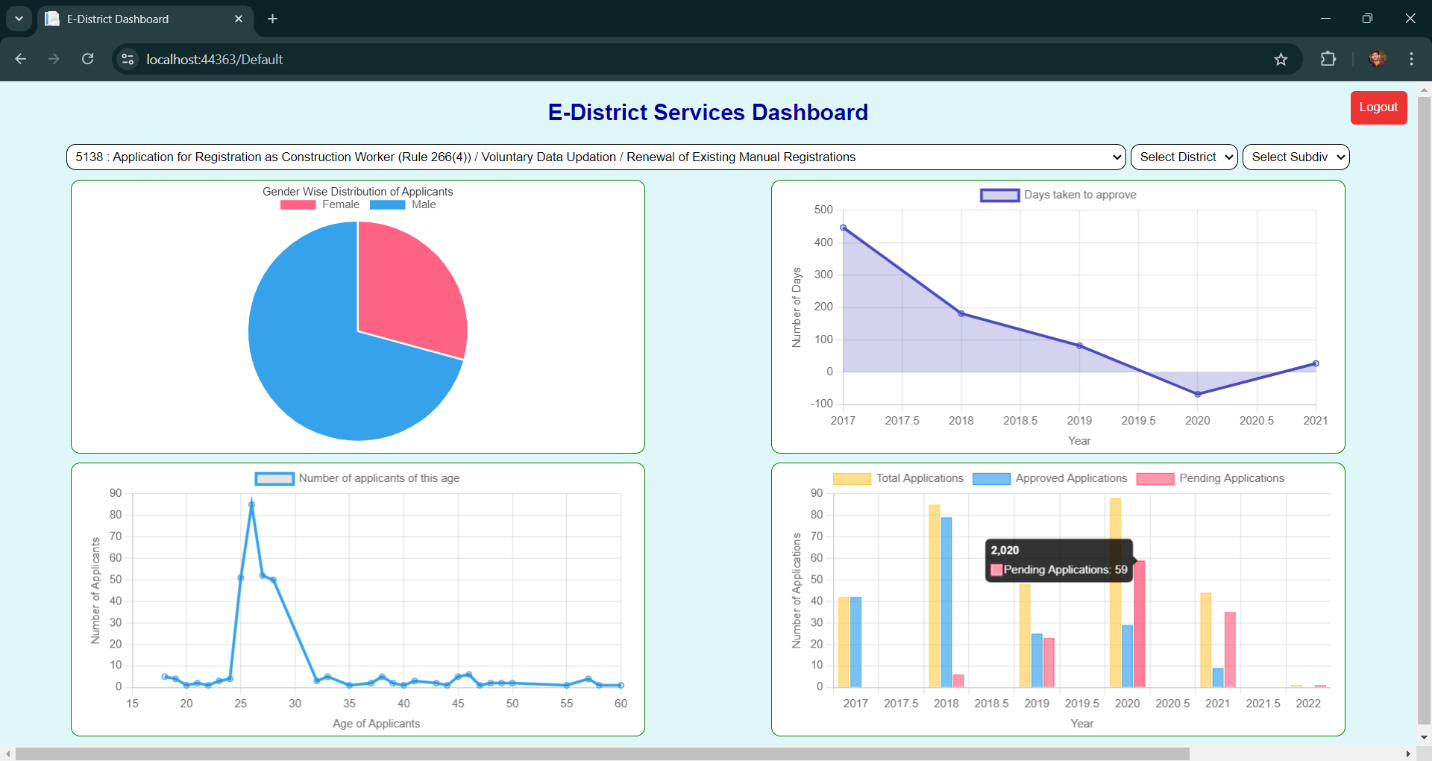 E-District Dashboard
localhost:44363/Default
E-District Services Dashboard
Logout
5138 : Application for Registration as Construction Worker (Rule 266(4)) / Voluntary Data Updation / Renewal of Existing Manual Registrations
Select District
Select Subdiv
Gender Wise Distribution of Applicants
Female Male
Days taken to approve
500
400
300
200
100
0
-100
Number of Days
2017 2017.5 2018 2018.5 2019 2019.5 2020 2020.5 2021
Year
Number of applicants of this age
90
80
70
60
50
40
30
20
10
0
Number of Applicants
15 20 25 30 35 40 45 50 55 60
Age of Applicants
Total Applications Approved Applications Pending Applications
90
80
70
60
50
40
30
20
10
0
Number of Applications
2,020
Pending Applications: 59
2017 2017.5 2018 2018.5 2019 2019.5 2020 2020.5 2021 2021.5 2022
Year